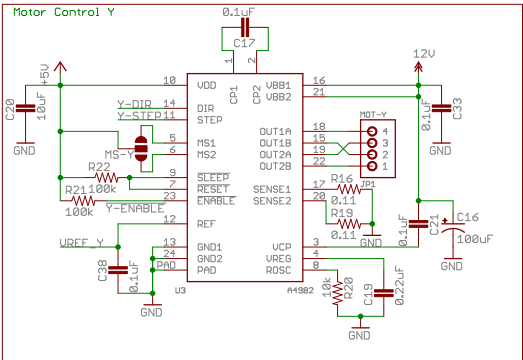 Motor Control Y
0.1uF
C17
+5V
12V
1
2
CP1
CP2
10
VDD
VBB1
16
VBB2
21
C20
10uF
GND
Y-DIR
14
DIR
Y-STEP
11
STEP
0.1uF
C33
GND
MOT-Y
OUT1A
18
4
OUT1B
15
3
OUT2A
19
2
OUT2B
22
1
JP1
5
MS1
6
MS2
MS-Y
R22
100k
9
SLEEP
7
RESET
R21
100k
23
ENABLE
Y-ENABLE
SENSE1
17
R16
0.11
SENSE2
20
R19
0.11
GND
12
REF
VREF_Y
13
GND1
24
GND2
PAD
PAD
C38
0.1uF
GND
VCP
3
VREG
4
ROSC
8
0.1uF
C21
C16
100uF
GND
U3
A4982
10k
R20
C19
0.22uF
GND